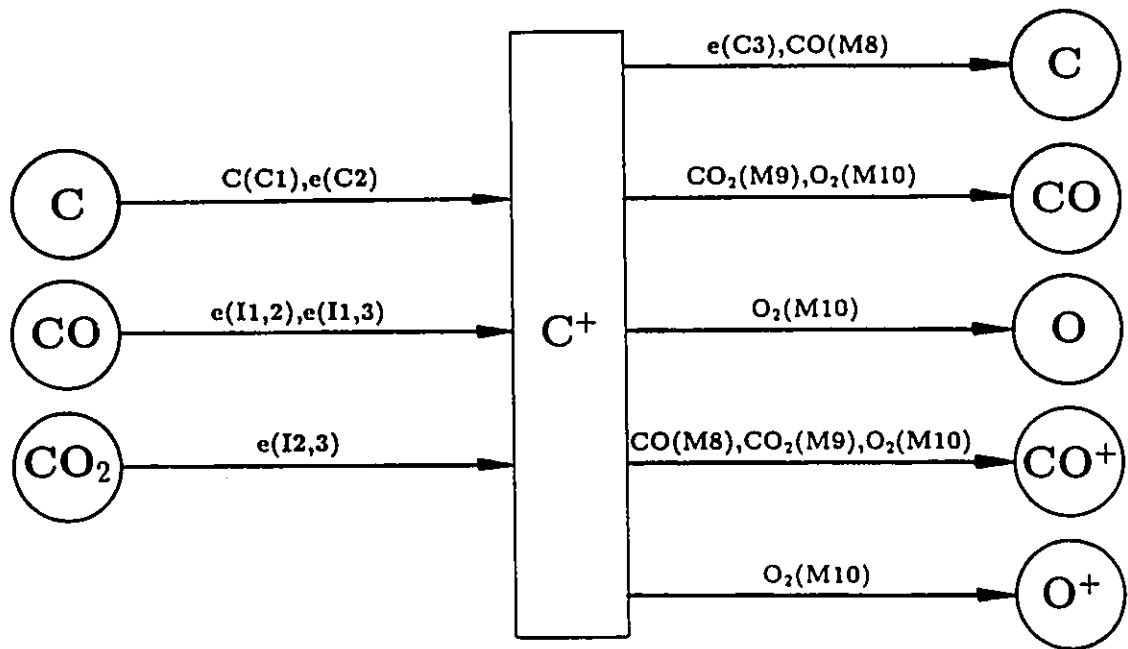 e(C3),CO(M8)
C
C
C(C1),e(C2)
CO₂(M9),O₂(M10)
CO
CO
e(I1,2),e(I1,3)
C⁺
O₂(M10)
O
CO₂
e(I2,3)
CO(M8),CO₂(M9),O₂(M10)
CO⁺
O₂(M10)
O⁺